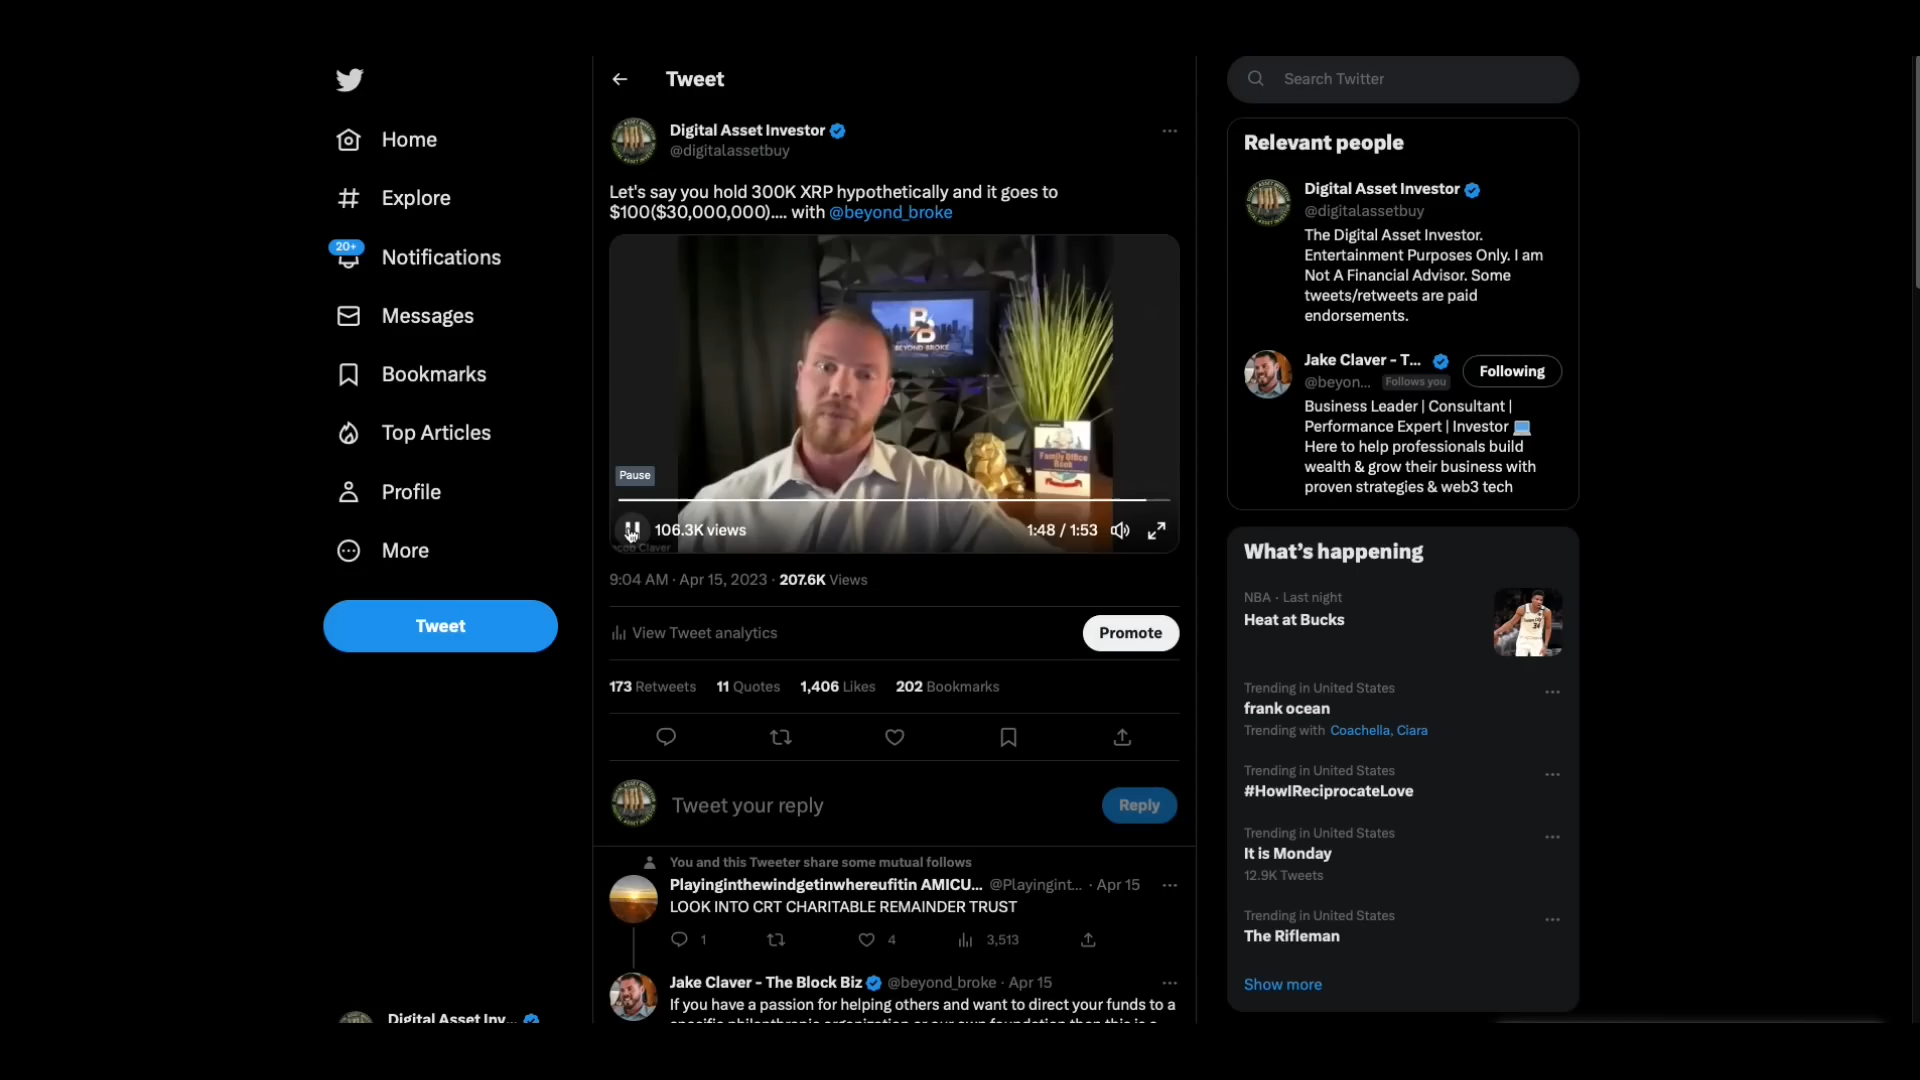 Home
Explore
20+
Notifications
Messages
Bookmarks
Top Articles
Profile
More
Tweet
Digital Asset Inv...
Tweet
Digital Asset Investor
@digitalassetbuy
Let's say you hold 300K XRP hypothetically and it goes to
$100($30,000,000).... with @beyond_broke
BEYOND BROKE
Family Office
Book
Pause
106.3K views
1:48 / 1:53
Jacob Claver
9:04 AM · Apr 15, 2023 · 207.6K Views
View Tweet analytics
Promote
173 Retweets 11 Quotes 1,406 Likes 202 Bookmarks
Tweet your reply
Reply
You and this Tweeter share some mutual follows
Playinginthewindgetinwhereufitin AMICU... @Playingint... · Apr 15
LOOK INTO CRT CHARITABLE REMAINDER TRUST
1
4
3,513
Jake Claver - The Block Biz @beyond_broke · Apr 15
If you have a passion for helping others and want to direct your funds to a
Search Twitter
Relevant people
Digital Asset Investor
@digitalassetbuy
The Digital Asset Investor.
Entertainment Purposes Only. I am
Not A Financial Advisor. Some
tweets/retweets are paid
endorsements.
Jake Claver - T...
@beyon... Follows you
Following
Business Leader | Consultant |
Performance Expert | Investor
Here to help professionals build
wealth & grow their business with
proven strategies & web3 tech
What's happening
NBA · Last night
Heat at Bucks
Trending in United States
frank ocean
Trending with Coachella, Ciara
Trending in United States
#HowIReciprocateLove
Trending in United States
It is Monday
12.9K Tweets
Trending in United States
The Rifleman
Show more